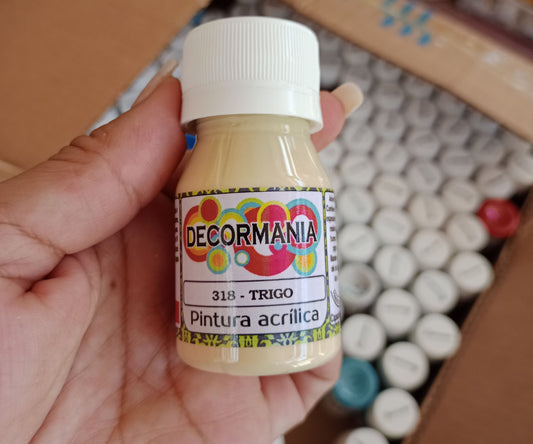 DECORMANIA
318 - TRIGO
Pintura acrílica